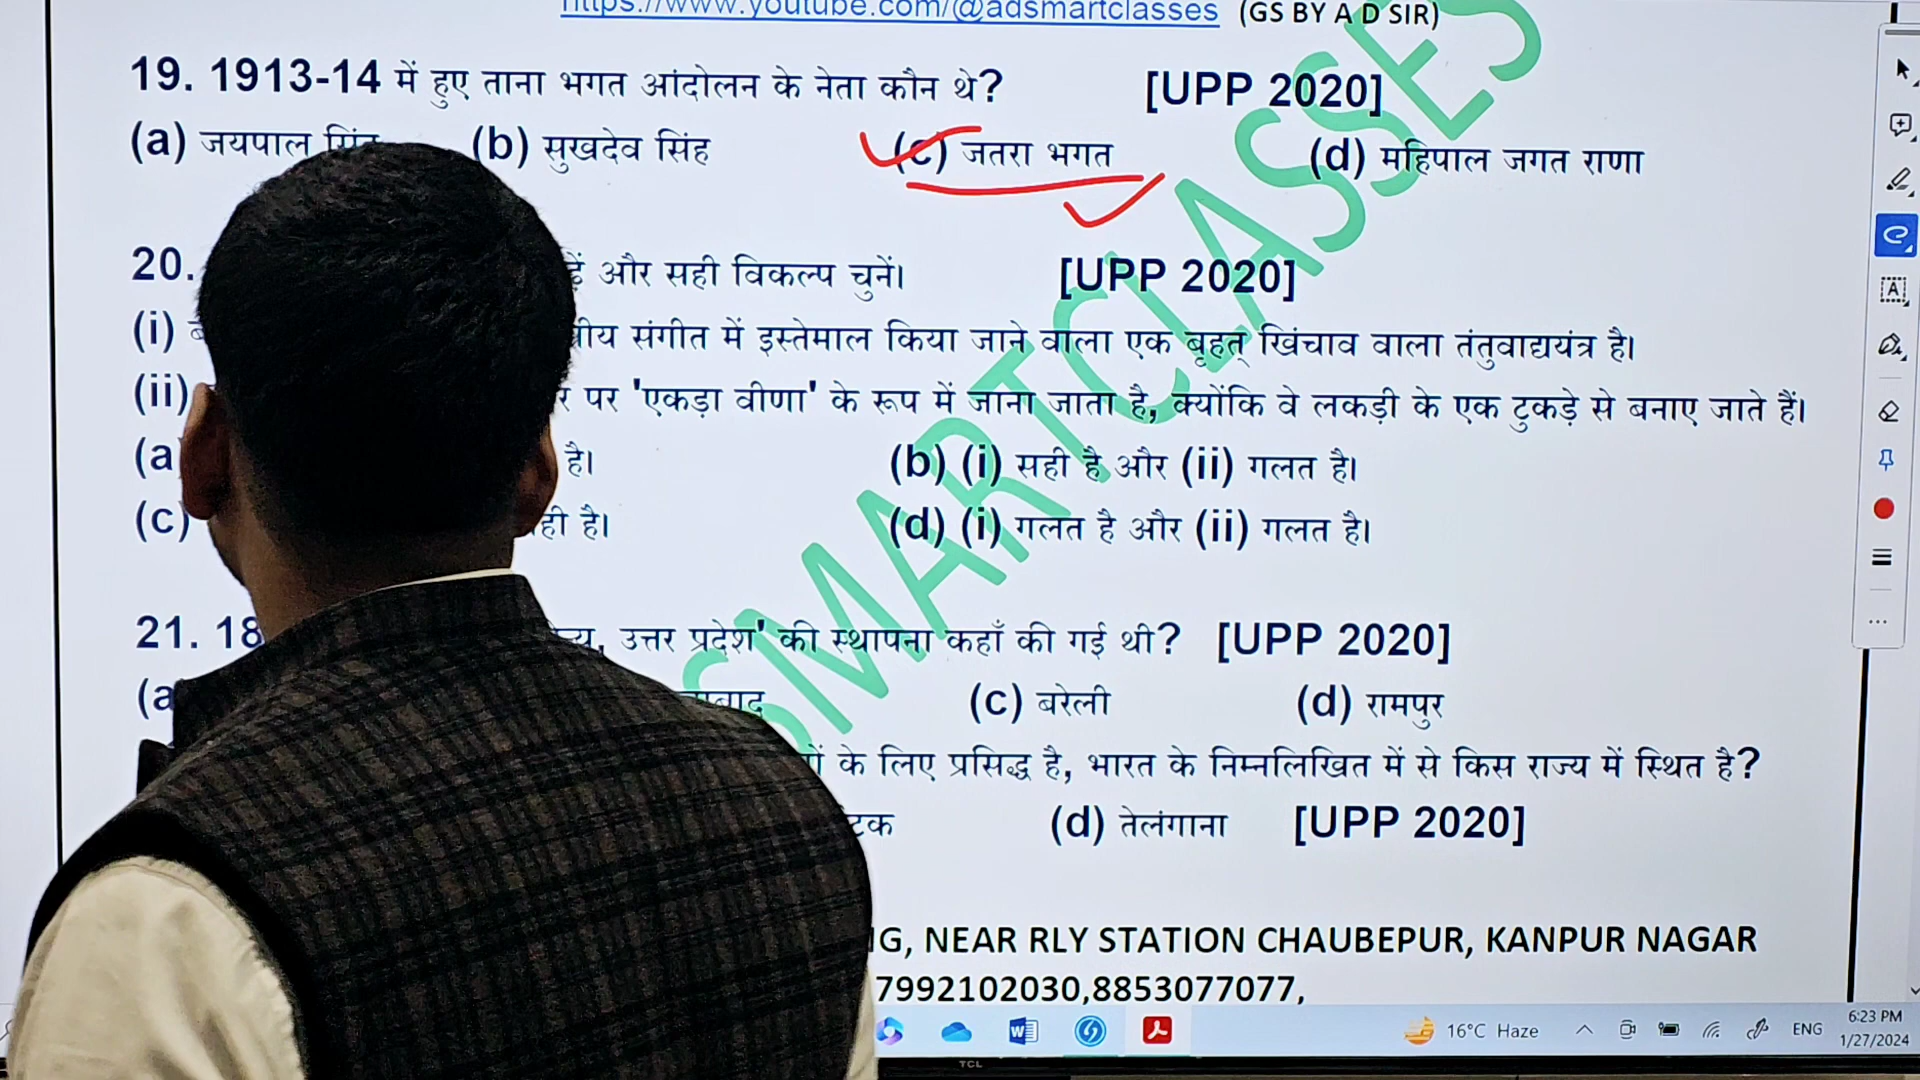 https://www.youtube.com/@adsmartclasses (GS BY A D SIR)
19. 1913-14 में हुए ताना भगत आंदोलन के नेता कौन थे? [UPP 2020]
(a) जयपाल सिंह (b) सुखदेव सिंह (c) जतरा भगत (d) महिपाल जगत राणा
20. और सही विकल्प चुनें। [UPP 2020]
(i) संगीत में इस्तेमाल किया जाने वाला एक बृहत् खिंचाव वाला तंतुवाद्ययंत्र है।
(ii) पर 'एकड़ा वीणा' के रूप में जाना जाता है, क्योंकि वे लकड़ी के एक टुकड़े से बनाए जाते हैं।
(a है। (b) (i) सही है और (ii) गलत है।
(c) है। (d) (i) गलत है और (ii) गलत है।
21. 18 उत्तर प्रदेश' की स्थापना कहाँ की गई थी? [UPP 2020]
(a (c) बरेली (d) रामपुर
के लिए प्रसिद्ध है, भारत के निम्नलिखित में से किस राज्य में स्थित है?
(d) तेलंगाना [UPP 2020]
NEAR RLY STATION CHAUBEPUR, KANPUR NAGAR
7992102030,8853077077,
SMARTCLASSES
16°C Haze ENG 6:23 PM
1/27/2024
TCL